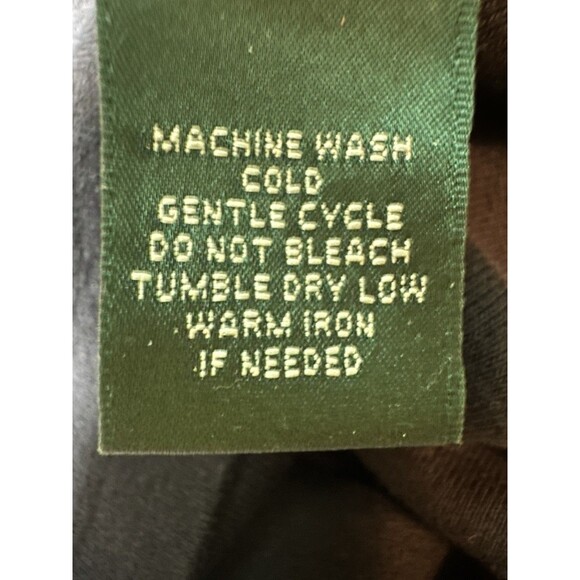 MACHINE WASH
COLD
GENTLE CYCLE
DO NOT BLEACH
TUMBLE DRY LOW
WARM IRON
IF NEEDED